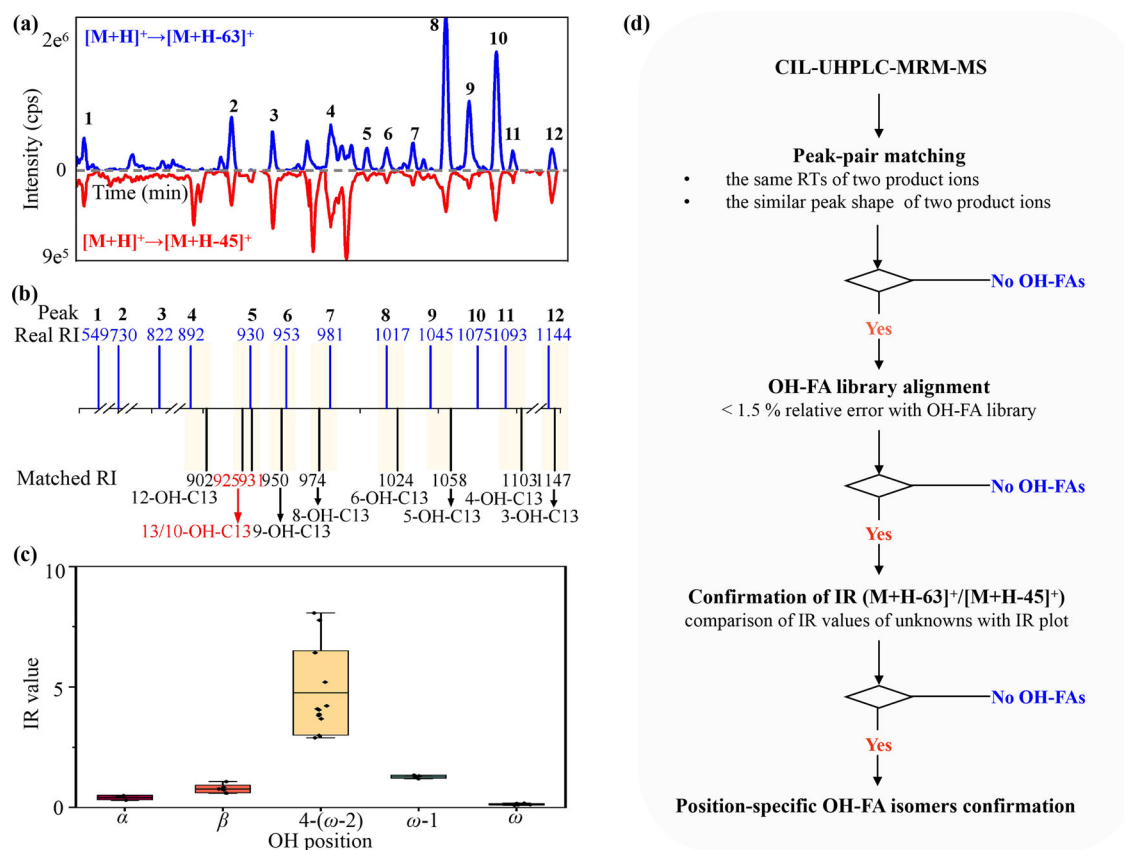 (a)
2e6
[M+H]⁺→[M+H-63]⁺
1 2 3 4 5 6 7 8 9 10 11 12
Intensity (cps)
0
Time (min)
[M+H]⁺→[M+H-45]⁺
9e⁵
(b)
Peak 1 2 3 4 5 6 7 8 9 10 11 12
Real RI 549 730 822 892 930 953 981 1017 1045 1075 1093 1144
Matched RI 902 925 931 950 974 1024 1058 1103 1147
12-OH-C13 6-OH-C13 4-OH-C13
8-OH-C13 5-OH-C13 3-OH-C13
13/10-OH-C13 9-OH-C13
(c)
10
5
0
IR value
α β 4-(ω-2) ω-1 ω
OH position
(d)
CIL-UHPLC-MRM-MS
Peak-pair matching
• the same RTs of two product ions
• the similar peak shape of two product ions
No OH-FAs
Yes
OH-FA library alignment
< 1.5 % relative error with OH-FA library
No OH-FAs
Yes
Confirmation of IR (M+H-63]⁺/[M+H-45]⁺)
comparison of IR values of unknowns with IR plot
No OH-FAs
Yes
Position-specific OH-FA isomers confirmation